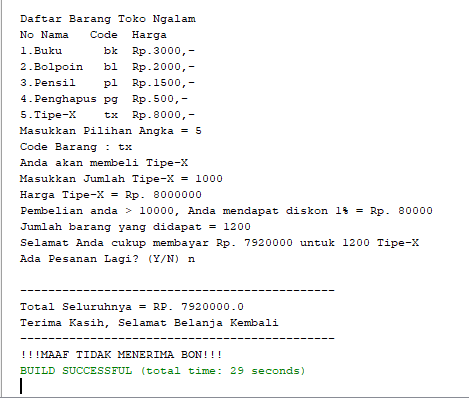 Daftar Barang Toko Ngalam
No Nama   Code  Harga
1.Buku      bk  Rp.3000,-
2.Bolpoin   bl  Rp.2000,-
3.Pensil    pl  Rp.1500,-
4.Penghapus pg  Rp.500,-
5.Tipe-X    tx  Rp.8000,-
Masukkan Pilihan Angka = 5
Code Barang : tx
Anda akan membeli Tipe-X
Masukkan Jumlah Tipe-X = 1000
Harga Tipe-X = Rp. 8000000
Pembelian anda > 10000, Anda mendapat diskon 1% = Rp. 80000
Jumlah barang yang didapat = 1200
Selamat Anda cukup membayar Rp. 7920000 untuk 1200 Tipe-X
Ada Pesanan Lagi? (Y/N) n
---------------------------------------------
Total Seluruhnya = RP. 7920000.0
Terima Kasih, Selamat Belanja Kembali
---------------------------------------------
!!!MAAF TIDAK MENERIMA BON!!!
BUILD SUCCESSFUL (total time: 29 seconds)